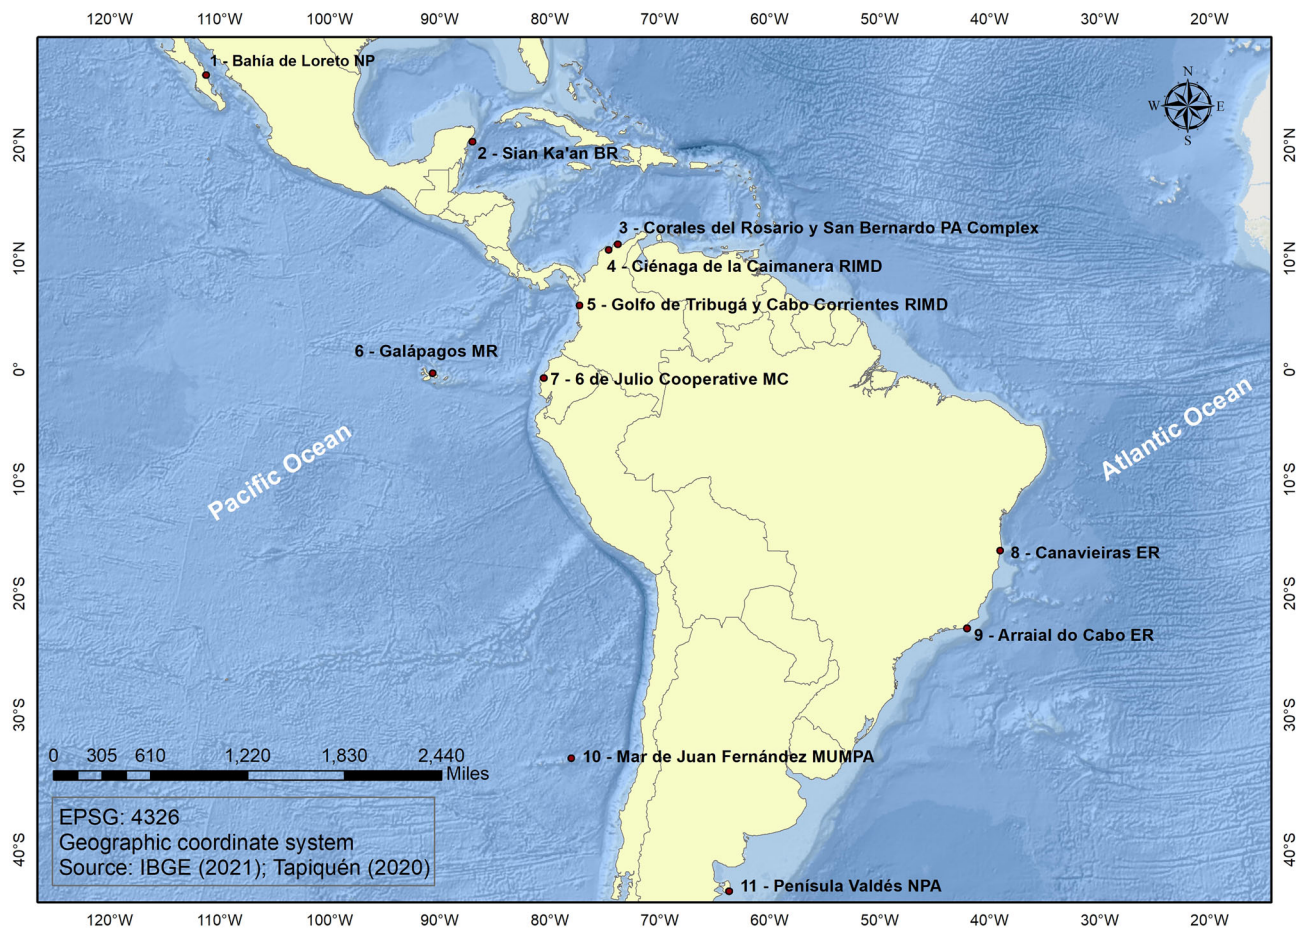 120°W 110°W 100°W 90°W 80°W 70°W 60°W 50°W 40°W 30°W 20°W
1 - Bahía de Loreto NP
N
W E
S
20°N 20°N
2 - Sian Ka'an BR
3 - Corales del Rosario y San Bernardo PA Complex
10°N 10°N
4 - Ciénaga de la Caimanera RIMD
5 - Golfo de Tribugá y Cabo Corrientes RIMD
6 - Galápagos MR
0° 0°
7 - 6 de Julio Cooperative MC
Pacific Ocean
Atlantic Ocean
10°S 10°S
8 - Canavieiras ER
20°S 20°S
9 - Arraial do Cabo ER
30°S 30°S
10 - Mar de Juan Fernández MUMPA
0 305 610 1,220 1,830 2,440
Miles
EPSG: 4326
Geographic coordinate system
Source: IBGE (2021); Tapiquén (2020)
40°S 40°S
11 - Penísula Valdés NPA
120°W 110°W 100°W 90°W 80°W 70°W 60°W 50°W 40°W 30°W 20°W